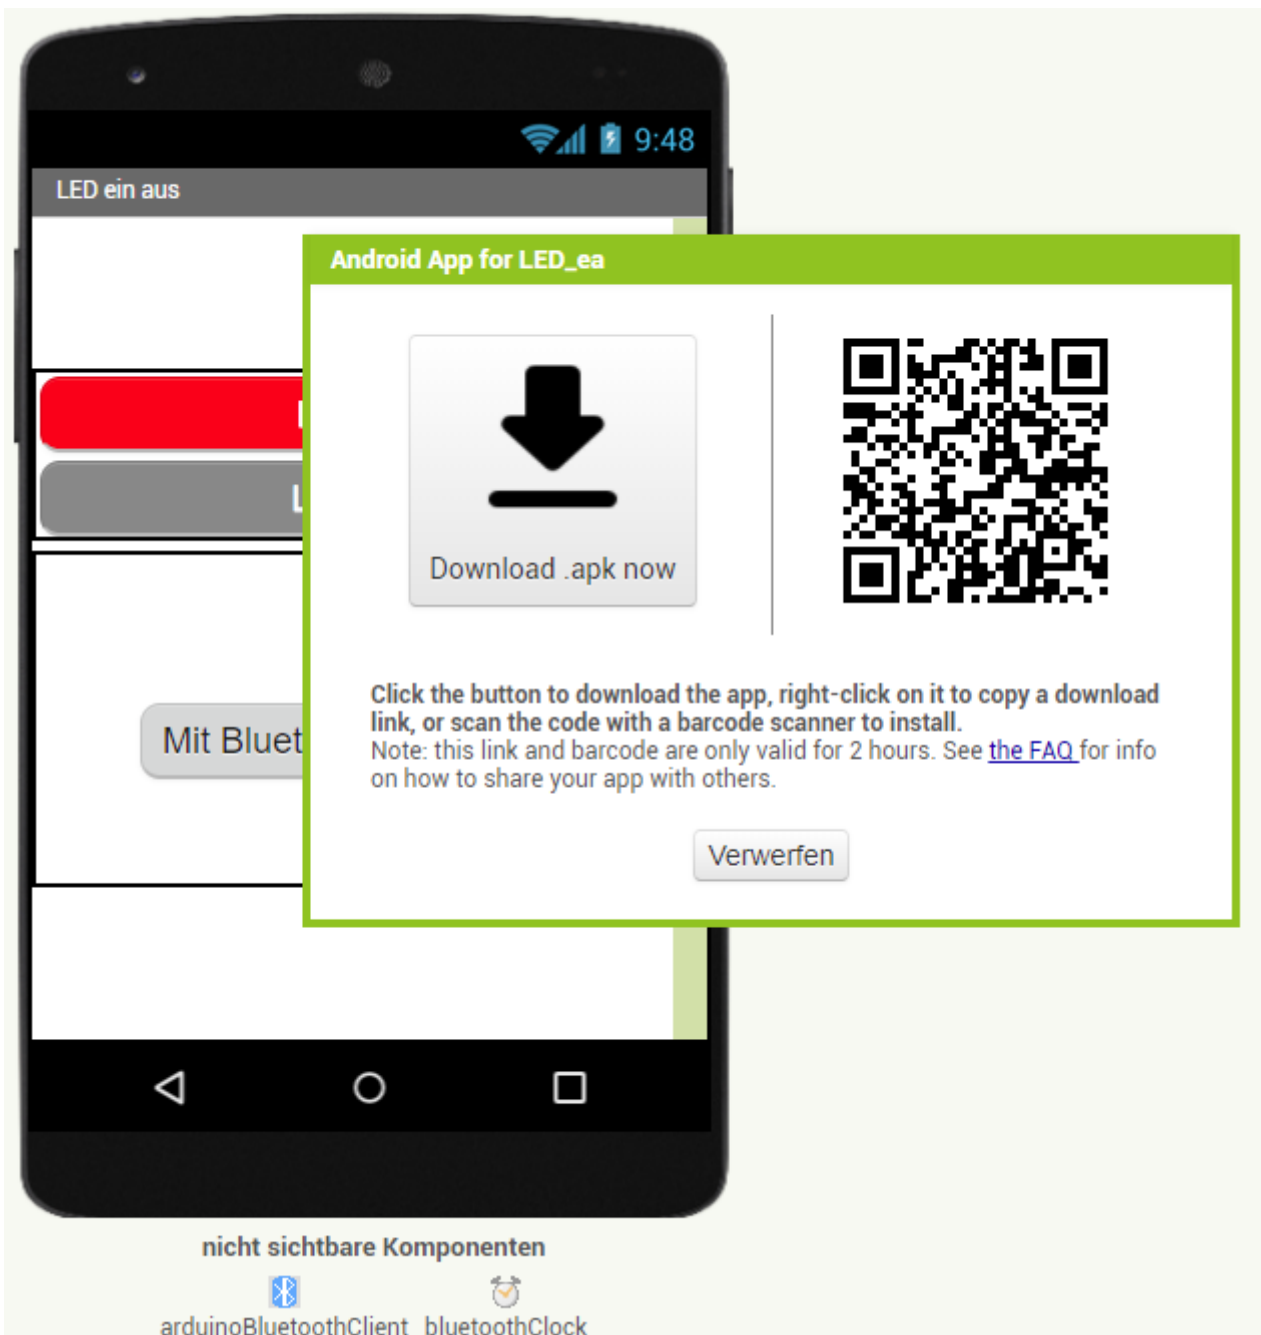 9:48
LED ein aus
Android App for LED_ea
Download .apk now
Click the button to download the app, right-click on it to copy a download
link, or scan the code with a barcode scanner to install.
Note: this link and barcode are only valid for 2 hours. See the FAQ for info
on how to share your app with others.
Mit
Verwerfen
nicht sichtbare Komponenten
arduinoBluetoothClient bluetoothClock